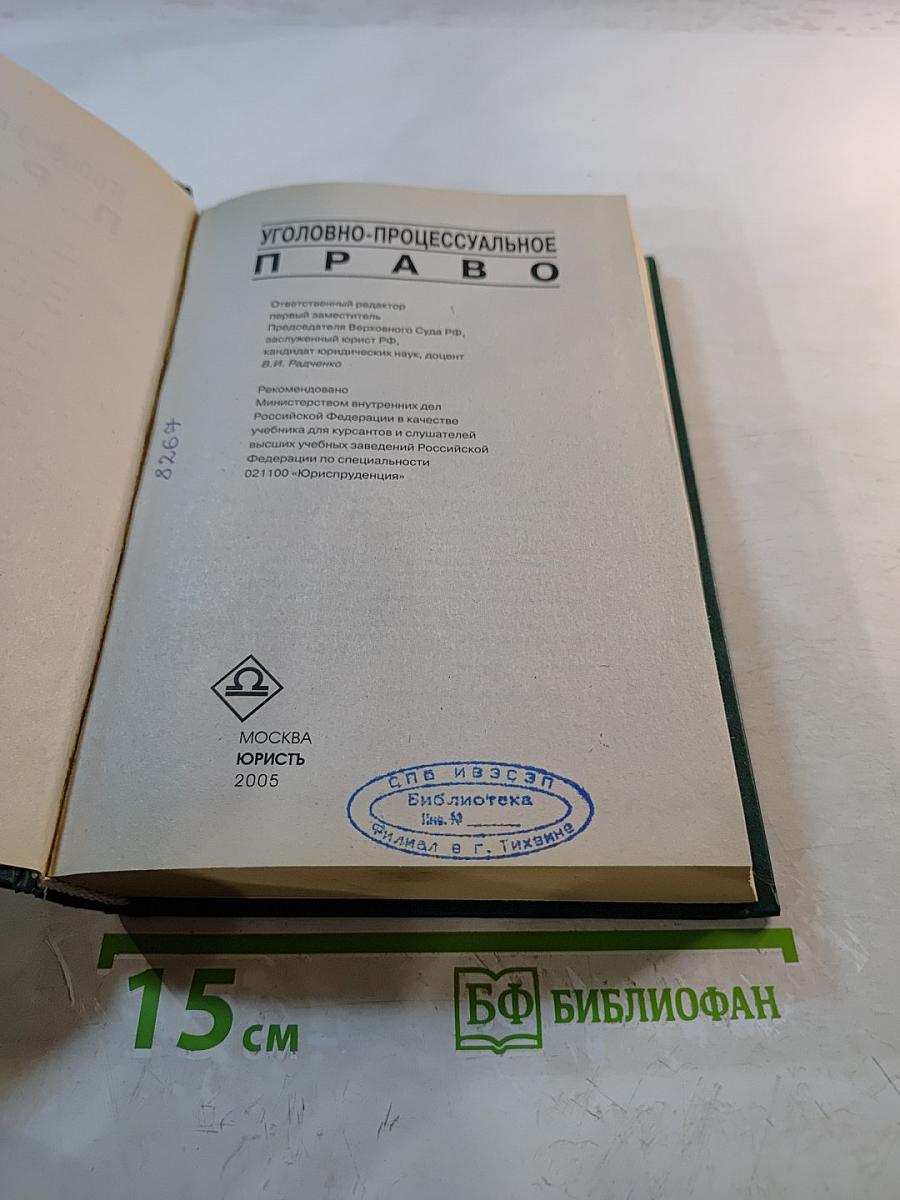 УГОЛОВНО-ПРОЦЕССУАЛЬНОЕ
ПРАВО
Ответственный редактор
первый заместитель
Председателя Верховного Суда РФ,
заслуженный юрист РФ,
кандидат юридических наук, доцент
В.И. Радченко
Рекомендовано
Министерством внутренних дел
Российской Федерации в качестве
учебника для курсантов и слушателей
высших учебных заведений Российской
Федерации по специальности
021100 «Юриспруденция»
8267
МОСКВА
ЮРИСТЪ
2005
СПБ ИВЭСЭП
Библиотека
Инв. №
Филиал в г. Тихвине
15 см
БФ БИБЛИОФАН